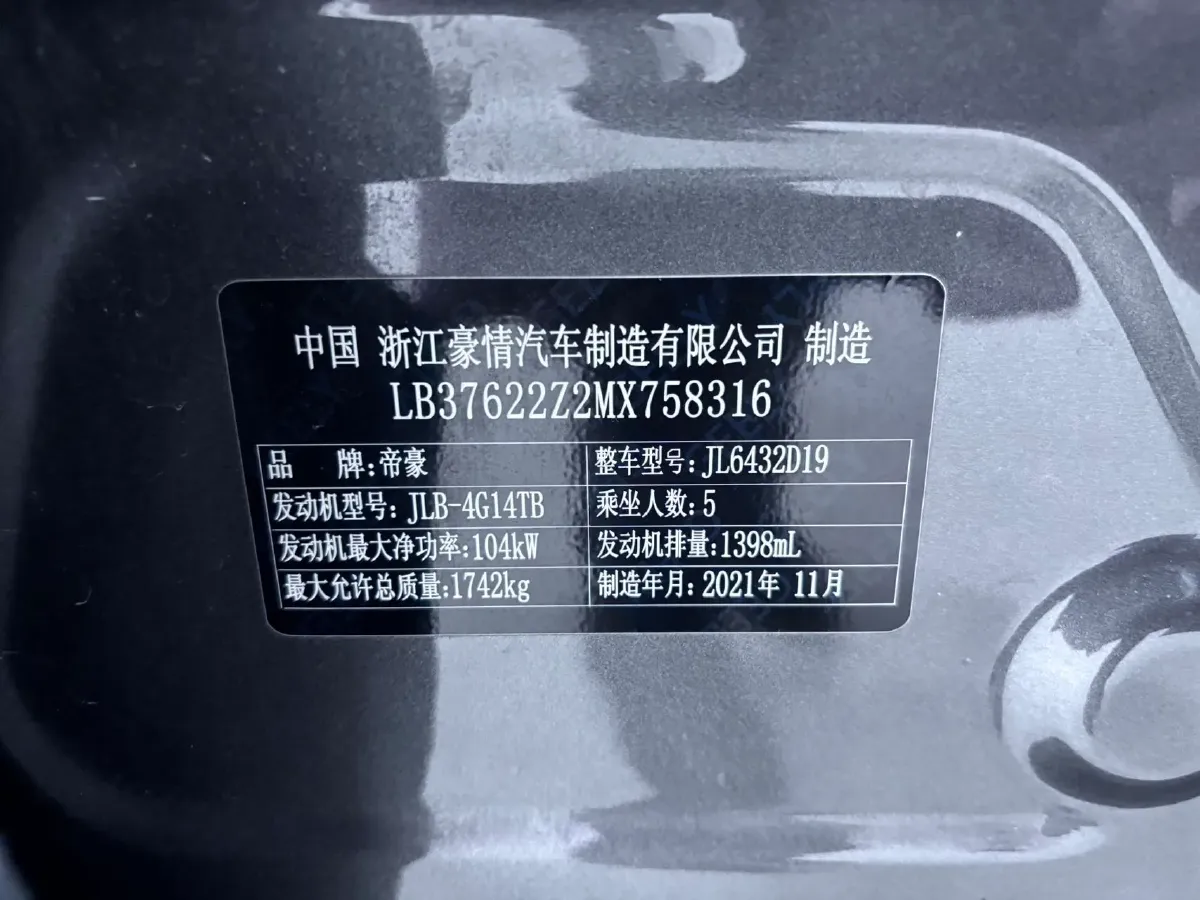 中国 浙江豪情汽车制造有限公司 制造
LB37622Z2MX758316
品 牌:帝豪 整车型号:JL6432D19
发动机型号: JLB-4G14TB 乘坐人数:5
发动机最大净功率:104kW 发动机排量:1398mL
最大允许总质量:1742kg 制造年月: 2021年 11月